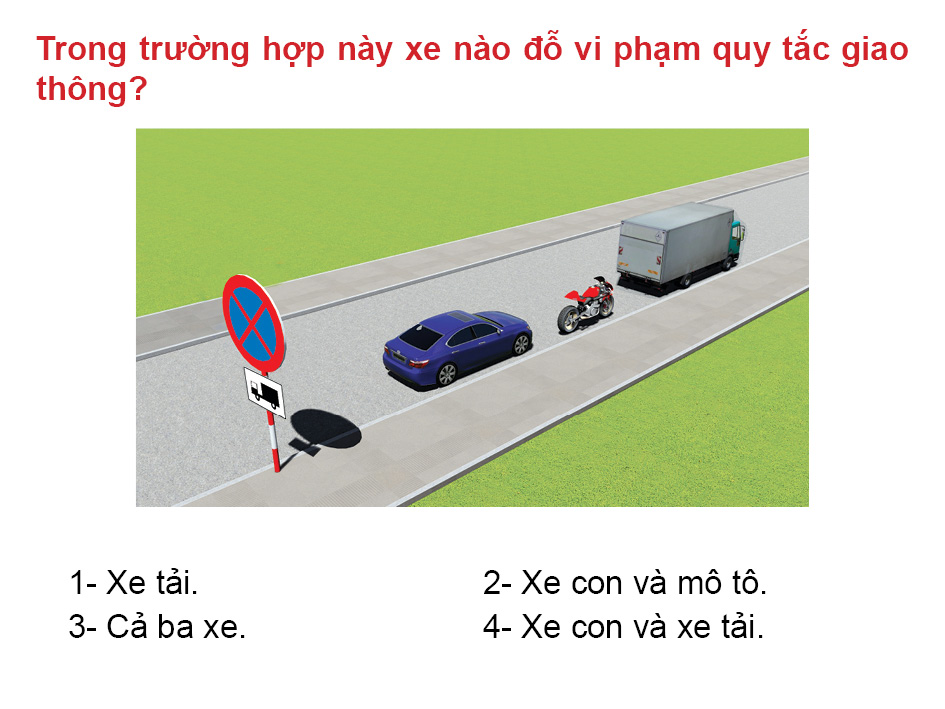 Trong trường hợp này xe nào đỗ vi phạm quy tắc giao
thông?
1- Xe tải.
2- Xe con và mô tô.
3- Cả ba xe.
4- Xe con và xe tải.